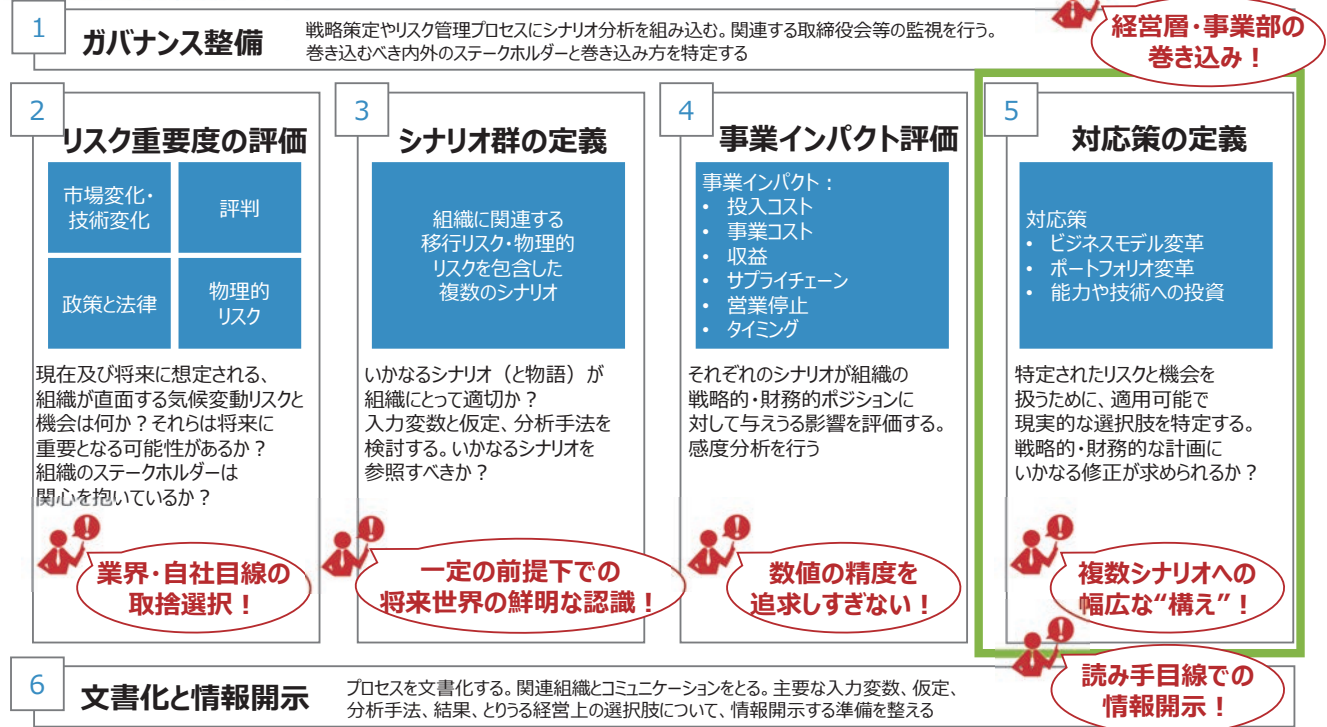 1
ガバナンス整備
戦略策定やリスク管理プロセスにシナリオ分析を組み込む。関連する取締役会等の監視を行う。
巻き込むべき内外のステークホルダーと巻き込み方を特定する
経営層・事業部の
巻き込み！
2
リスク重要度の評価
市場変化・
技術変化
評判
政策と法律
物理的
リスク
現在及び将来に想定される、
組織が直面する気候変動リスクと
機会は何か？それらは将来に
重要となる可能性があるか？
組織のステークホルダーは
関心を抱いているか？
業界・自社目線の
取捨選択！
3
シナリオ群の定義
組織に関連する
移行リスク・物理的
リスクを包含した
複数のシナリオ
いかなるシナリオ（と物語）が
組織にとって適切か？
入力変数と仮定、分析手法を
検討する。いかなるシナリオを
参照すべきか？
一定の前提下での
将来世界の鮮明な認識！
4
事業インパクト評価
事業インパクト：
• 投入コスト
• 事業コスト
• 収益
• サプライチェーン
• 営業停止
• タイミング
それぞれのシナリオが組織の
戦略的・財務的ポジションに
対して与えうる影響を評価する。
感度分析を行う
数値の精度を
追求しすぎない！
5
対応策の定義
対応策
• ビジネスモデル変革
• ポートフォリオ変革
• 能力や技術への投資
特定されたリスクと機会を
扱うために、適用可能で
現実的な選択肢を特定する。
戦略的・財務的な計画に
いかなる修正が求められるか？
複数シナリオへの
幅広な“構え”！
6
文書化と情報開示
プロセスを文書化する。関連組織とコミュニケーションをとる。主要な入力変数、仮定、
分析手法、結果、とりうる経営上の選択肢について、情報開示する準備を整える
読み手目線での
情報開示！